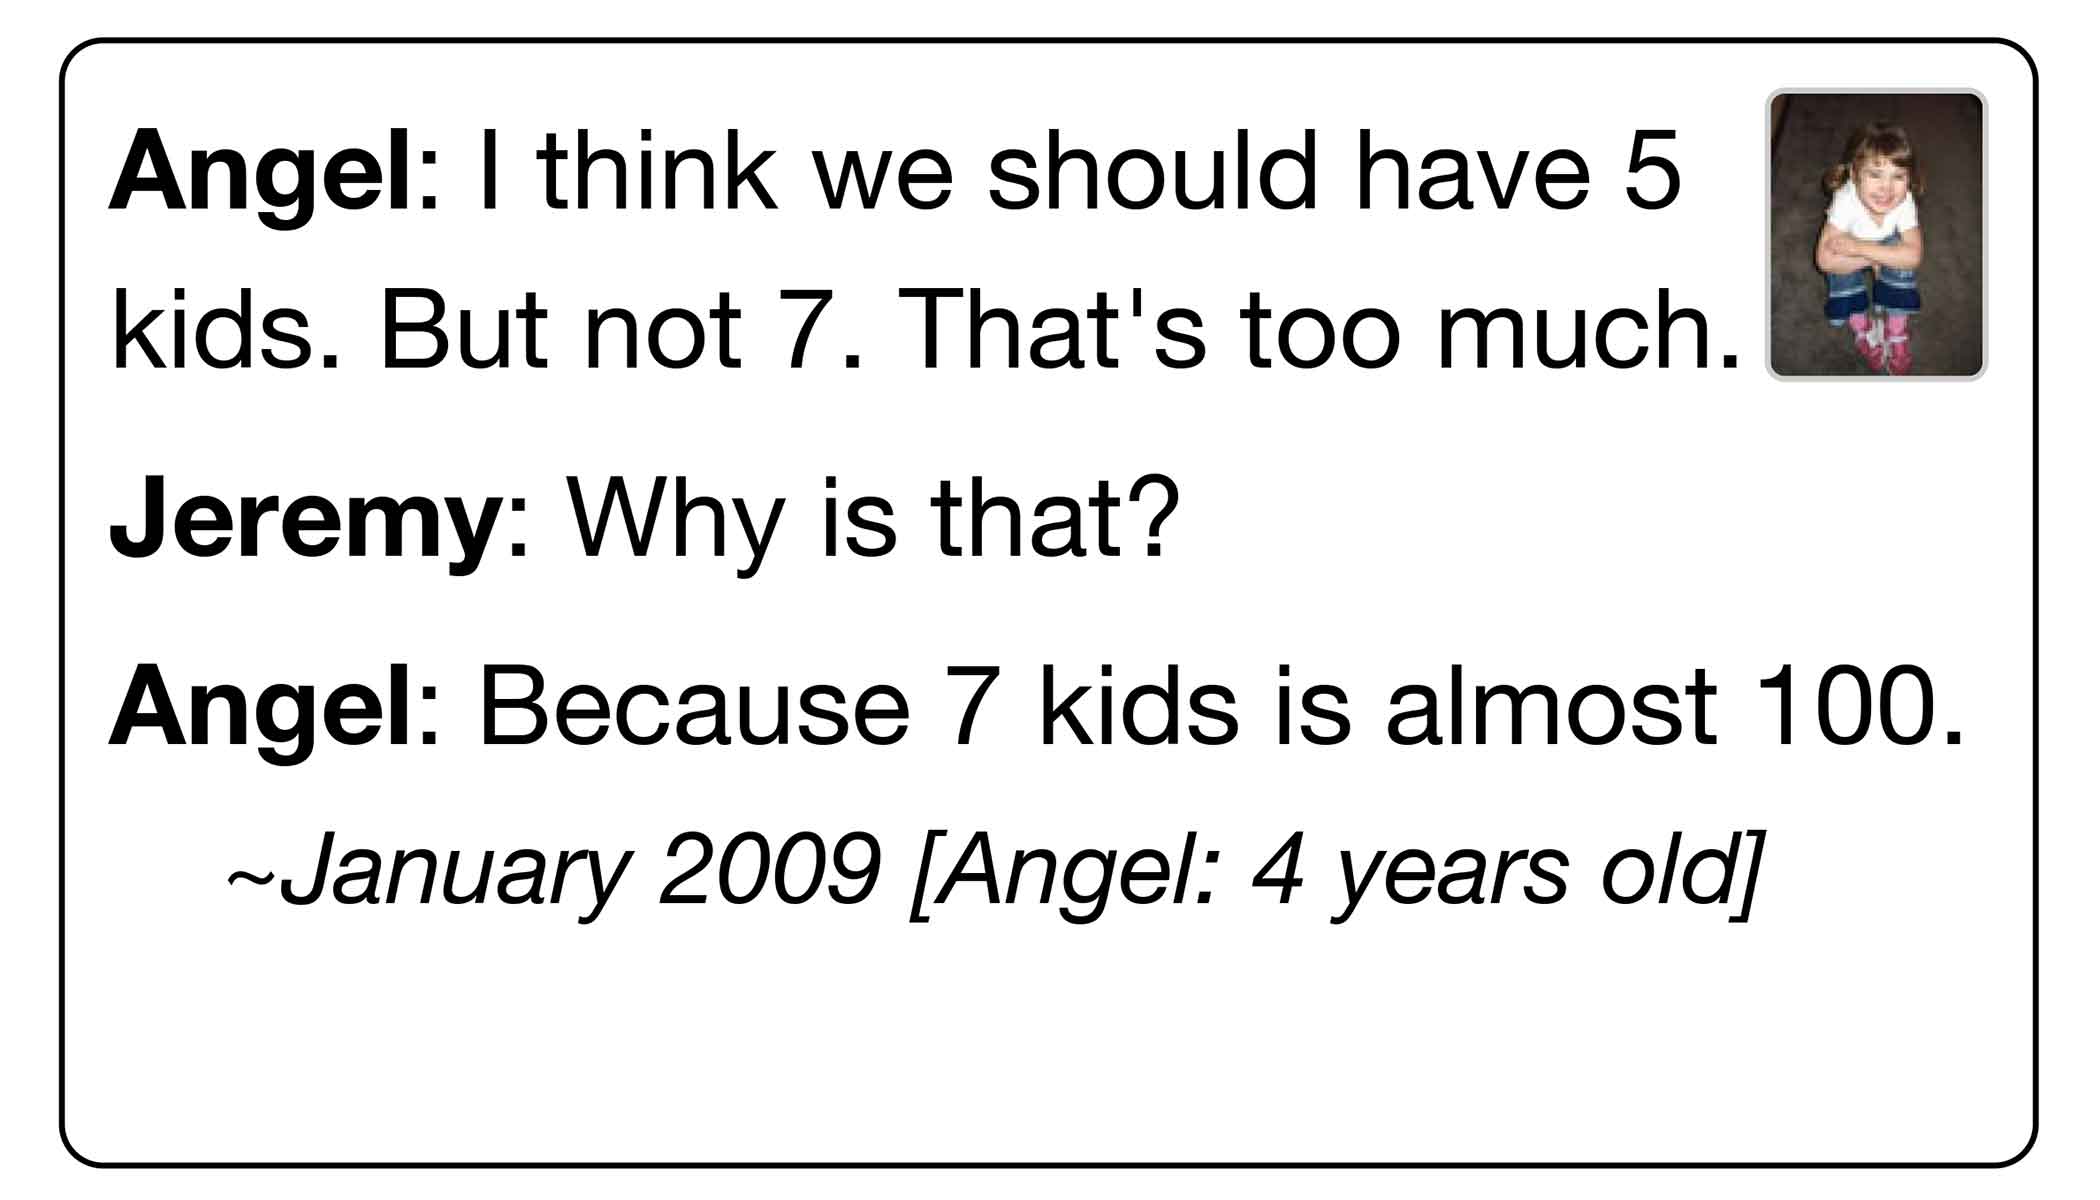 Angel: I think we should have 5
kids. But not 7. That's too much.
Jeremy: Why is that?
Angel: Because 7 kids is almost 100.
~January 2009 [Angel: 4 years old]